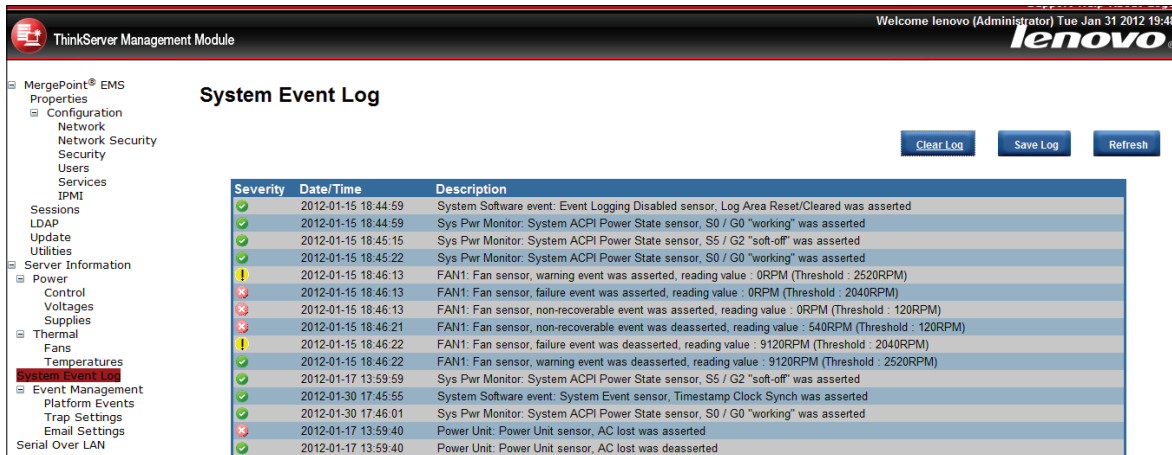 Welcome lenovo (Administrator) Tue Jan 31 2012 19:48
ThinkServer Management Module
lenovo
MergePoint® EMS
Properties
Configuration
Network
Network Security
Security
Users
Services
IPMI
Sessions
LDAP
Update
Utilities
Server Information
Power
Control
Voltages
Supplies
Thermal
Fans
Temperatures
System Event Log
Event Management
Platform Events
Trap Settings
Email Settings
Serial Over LAN
System Event Log
Clear Log Save Log Refresh
Severity Date/Time Description
2012-01-15 18:44:59 System Software event: Event Logging Disabled sensor, Log Area Reset/Cleared was asserted
2012-01-15 18:44:59 Sys Pwr Monitor: System ACPI Power State sensor, S0 / G0 "working" was asserted
2012-01-15 18:45:15 Sys Pwr Monitor: System ACPI Power State sensor, S5 / G2 "soft-off" was asserted
2012-01-15 18:45:22 Sys Pwr Monitor: System ACPI Power State sensor, S0 / G0 "working" was asserted
2012-01-15 18:46:13 FAN1: Fan sensor, warning event was asserted, reading value : 0RPM (Threshold : 2520RPM)
2012-01-15 18:46:13 FAN1: Fan sensor, failure event was asserted, reading value : 0RPM (Threshold : 2040RPM)
2012-01-15 18:46:13 FAN1: Fan sensor, non-recoverable event was asserted, reading value : 0RPM (Threshold : 120RPM)
2012-01-15 18:46:21 FAN1: Fan sensor, non-recoverable event was deasserted, reading value : 540RPM (Threshold : 120RPM)
2012-01-15 18:46:22 FAN1: Fan sensor, failure event was deasserted, reading value : 9120RPM (Threshold : 2040RPM)
2012-01-15 18:46:22 FAN1: Fan sensor, warning event was deasserted, reading value : 9120RPM (Threshold : 2520RPM)
2012-01-17 13:59:59 Sys Pwr Monitor: System ACPI Power State sensor, S5 / G2 "soft-off" was asserted
2012-01-30 17:45:55 System Software event: System Event sensor, Timestamp Clock Synch was asserted
2012-01-30 17:46:01 Sys Pwr Monitor: System ACPI Power State sensor, S0 / G0 "working" was asserted
2012-01-17 13:59:40 Power Unit: Power Unit sensor, AC lost was asserted
2012-01-17 13:59:40 Power Unit: Power Unit sensor, AC lost was deasserted